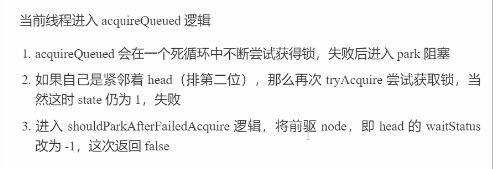 当前线程进入 acquireQueued 逻辑
1. acquireQueued 会在一个死循环中不断尝试获得锁，失败后进入 park 阻塞
2. 如果自己是紧邻着 head（排第二位），那么再次 tryAcquire 尝试获取锁，当
然这时 state 仍为 1，失败
3. 进入 shouldParkAfterFailedAcquire 逻辑，将前驱 node，即 head 的 waitStatus
改为 -1，这次返回 false